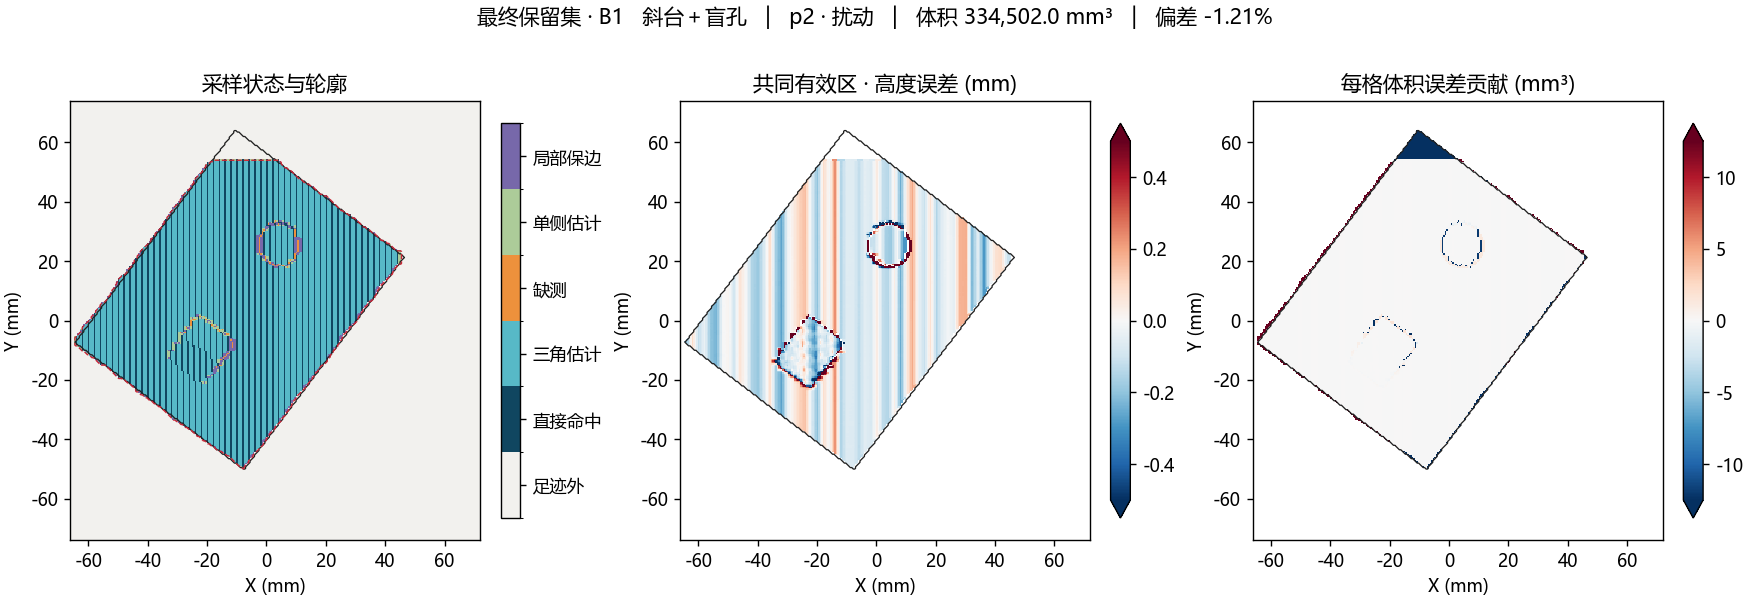 最终保留集 · B1 斜台＋盲孔 | p2 · 扰动 | 体积 334,502.0 mm³ | 偏差 -1.21%
采样状态与轮廓
Y (mm)
60
40
20
0
-20
-40
-60
-60 -40 -20 0 20 40 60
X (mm)
局部保边
单侧估计
缺测
三角估计
直接命中
足迹外
共同有效区 · 高度误差 (mm)
Y (mm)
60
40
20
0
-20
-40
-60
-60 -40 -20 0 20 40 60
X (mm)
0.4
0.2
0.0
-0.2
-0.4
每格体积误差贡献 (mm³)
Y (mm)
60
40
20
0
-20
-40
-60
-60 -40 -20 0 20 40 60
X (mm)
10
5
0
-5
-10